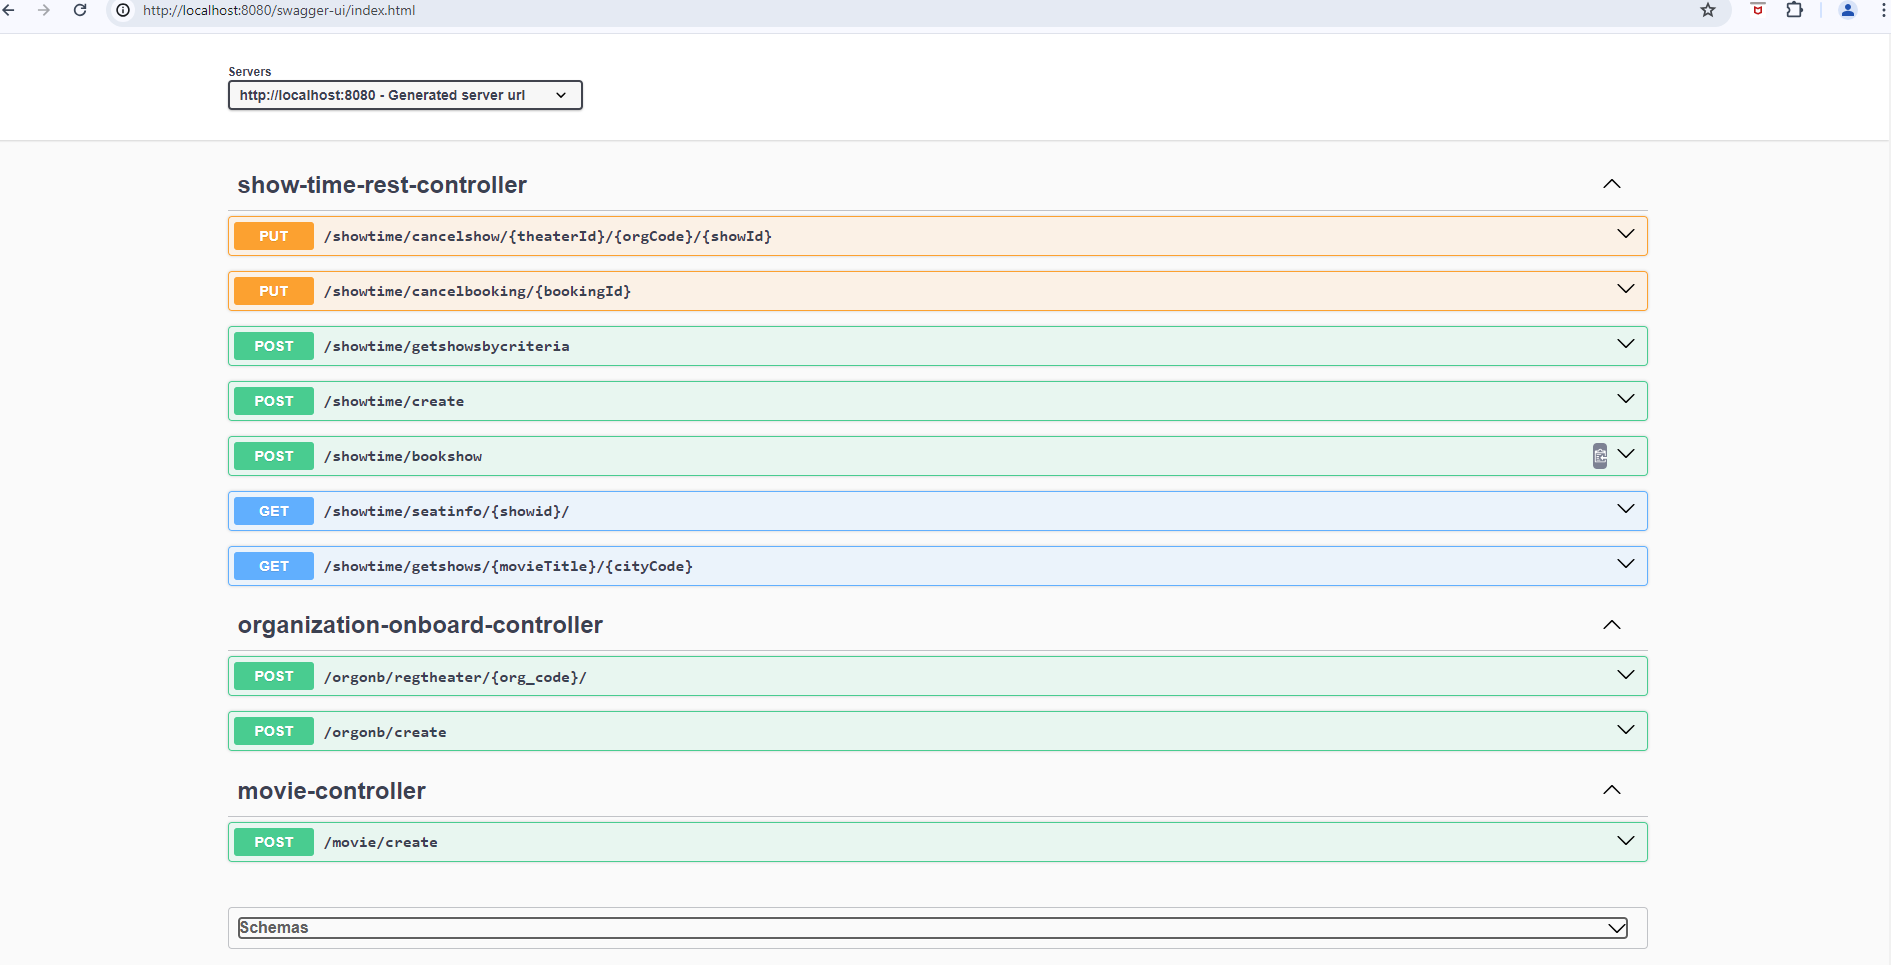 http://localhost:8080/swagger-ui/index.html
Servers
http://localhost:8080 - Generated server url
show-time-rest-controller
PUT /showtime/cancelshow/{theaterId}/{orgCode}/{showId}
PUT /showtime/cancelbooking/{bookingId}
POST /showtime/getshowsbycriteria
POST /showtime/create
POST /showtime/bookshow
GET /showtime/seatinfo/{showid}/
GET /showtime/getshows/{movieTitle}/{cityCode}
organization-onboard-controller
POST /orgonb/regtheater/{org_code}/
POST /orgonb/create
movie-controller
POST /movie/create
Schemas